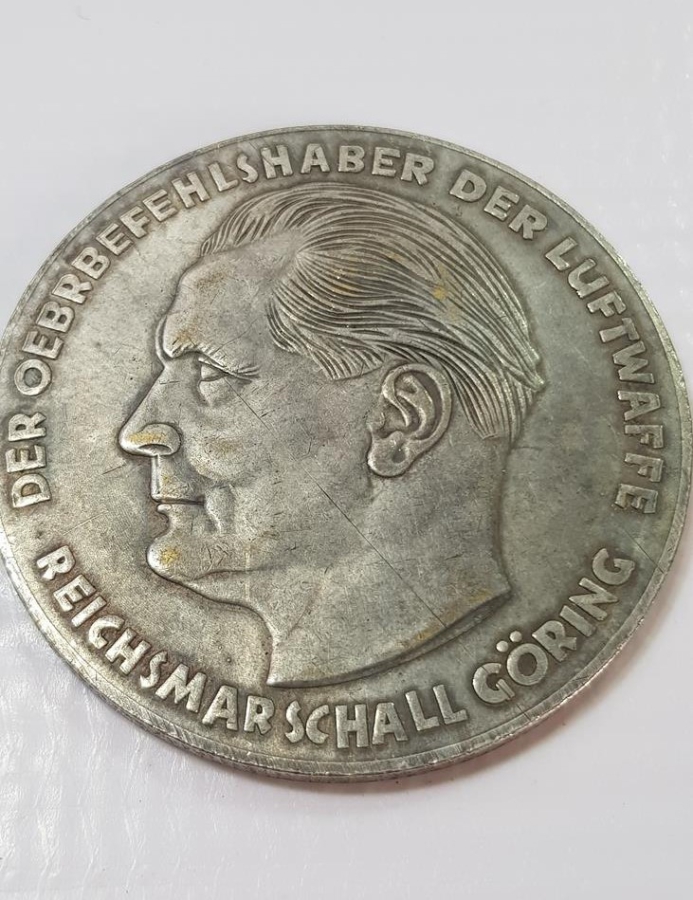 DER OEBRBEFEHLSHABER DER LUFTWAFFE
REICHSMARSCHALL GÖRING